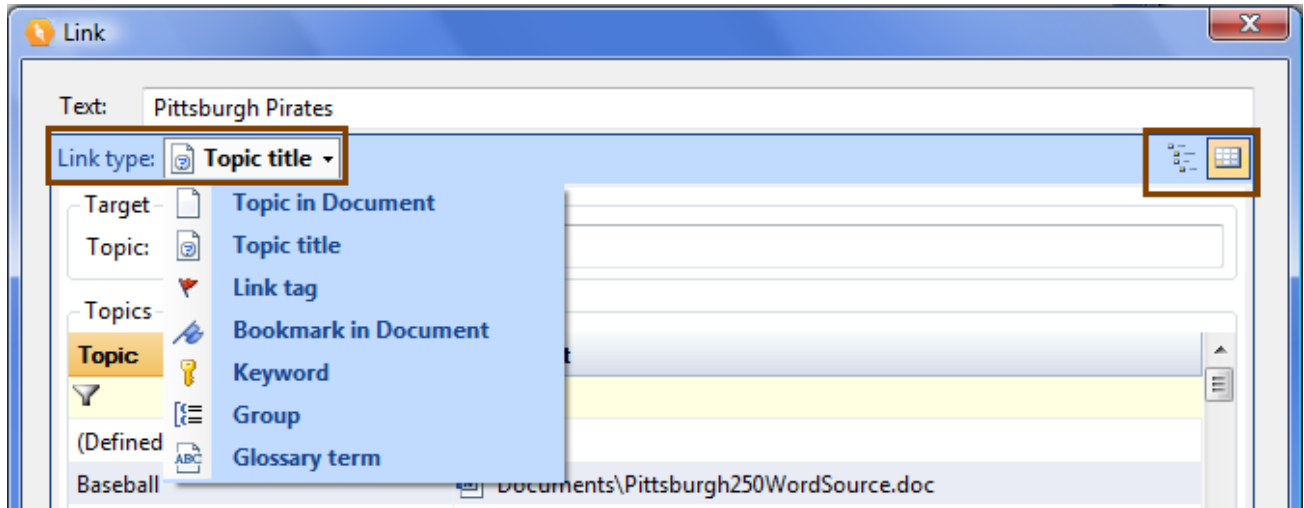 Link
Text: Pittsburgh Pirates
Link type: Topic title
Target
Topic in Document
Topic:
Topic title
Link tag
Topics
Bookmark in Document
Topic
Keyword
Group
(Defined
Glossary term
ABC
Baseball Documents\Pittsburgh250WordSource.doc